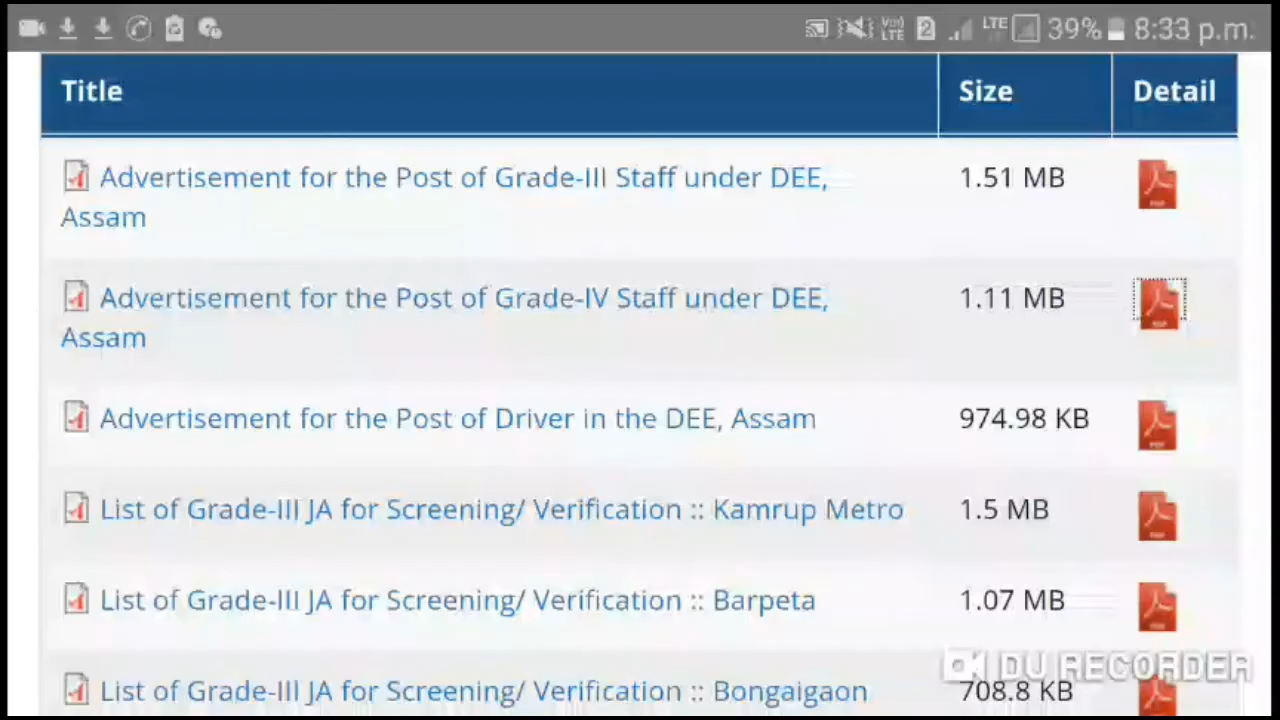 VoD LTE 2 LTE 39% 8:33 p.m.
Title Size Detail
Advertisement for the Post of Grade-III Staff under DEE, 1.51 MB
Assam
Advertisement for the Post of Grade-IV Staff under DEE, 1.11 MB
Assam
Advertisement for the Post of Driver in the DEE, Assam 974.98 KB
List of Grade-III JA for Screening/ Verification :: Kamrup Metro 1.5 MB
List of Grade-III JA for Screening/ Verification :: Barpeta 1.07 MB
DU RECORDER
List of Grade-III JA for Screening/ Verification :: Bongaigaon 708.8 KB